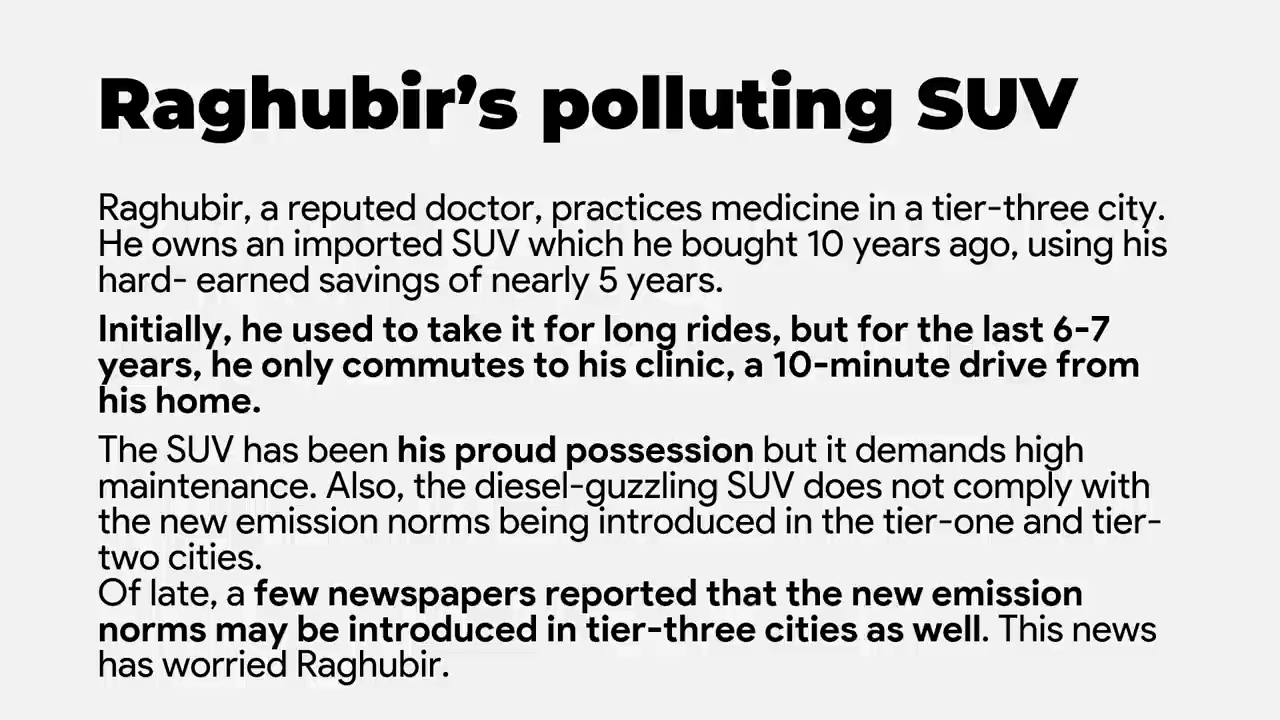 Raghubir’s polluting SUV
Raghubir, a reputed doctor, practices medicine in a tier-three city.
He owns an imported SUV which he bought 10 years ago, using his
hard- earned savings of nearly 5 years.
Initially, he used to take it for long rides, but for the last 6-7
years, he only commutes to his clinic, a 10-minute drive from
his home.
The SUV has been his proud possession but it demands high
maintenance. Also, the diesel-guzzling SUV does not comply with
the new emission norms being introduced in the tier-one and tier-
two cities.
Of late, a few newspapers reported that the new emission
norms may be introduced in tier-three cities as well. This news
has worried Raghubir.